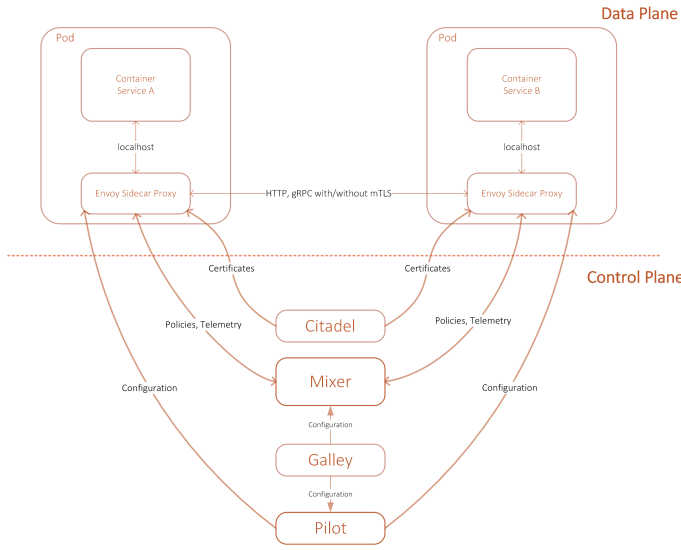 Data Plane
Pod
Pod
Container
Service A
Container
Service B
localhost
localhost
Envoy Sidecar Proxy
HTTP, gRPC with/without mTLS
Envoy Sidecar Proxy
Certificates
Certificates
Control Plane
Citadel
Policies, Telemetry
Policies, Telemetry
Mixer
Configuration
Configuration
Configuration
Galley
Configuration
Pilot